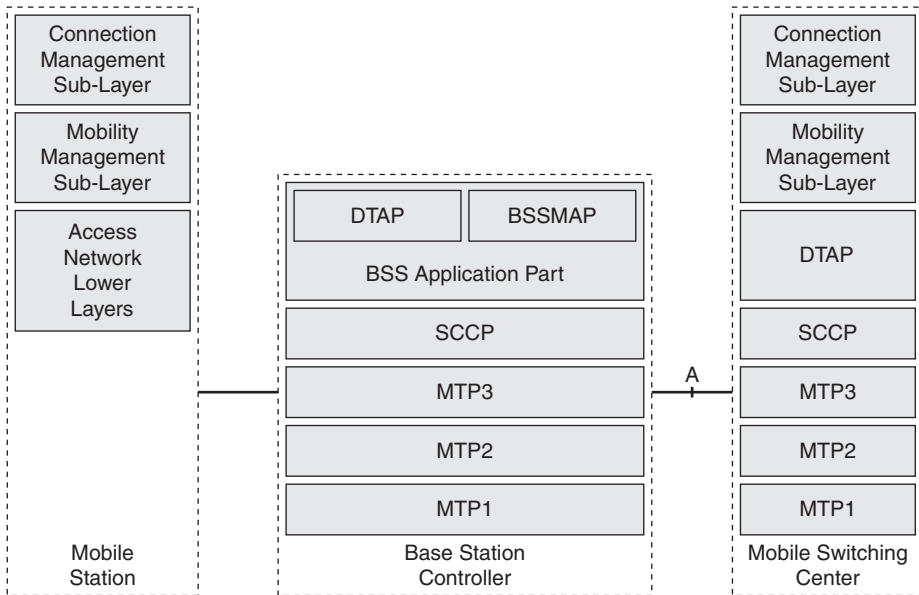 Connection
Management
Sub-Layer
Mobility
Management
Sub-Layer
Access
Network
Lower
Layers
Mobile
Station
DTAP
BSSMAP
BSS Application Part
SCCP
MTP3
MTP2
MTP1
Base Station
Controller
A
Connection
Management
Sub-Layer
Mobility
Management
Sub-Layer
DTAP
SCCP
MTP3
MTP2
MTP1
Mobile Switching
Center